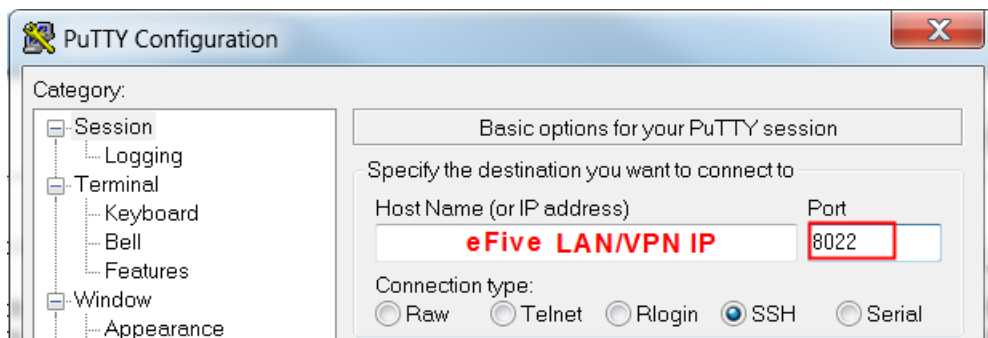 PuTTY Configuration
X
Category:
Session
Logging
Terminal
Keyboard
Bell
Features
Window
Appearance
Basic options for your PuTTY session
Specify the destination you want to connect to
Host Name (or IP address) Port
eFive LAN/VPN IP 8022
Connection type:
Raw Telnet Rlogin SSH Serial